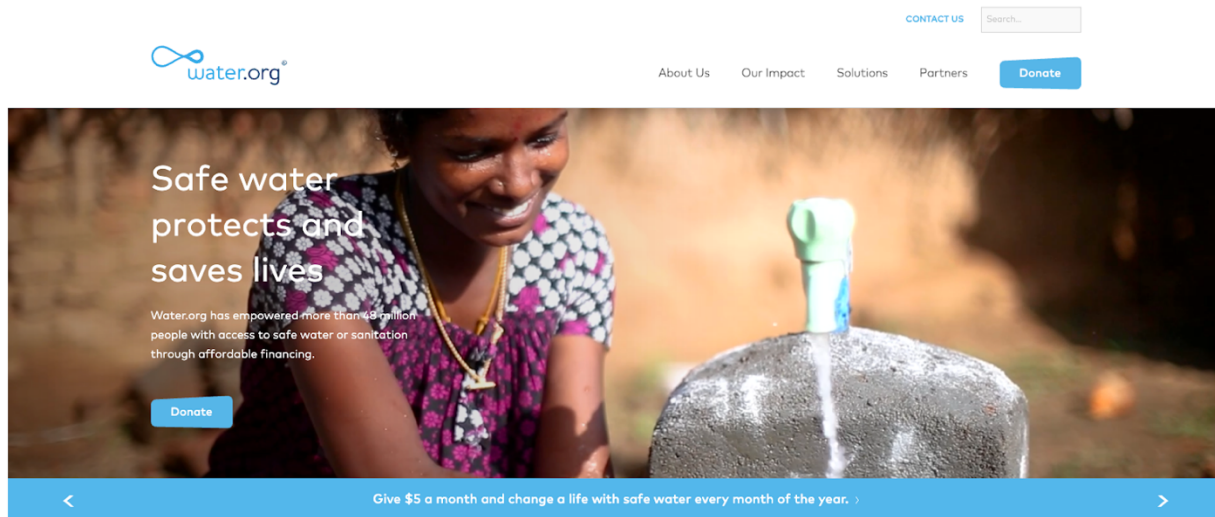 CONTACT US
Search...
water.org
About Us
Our Impact
Solutions
Partners
Donate
Safe water
protects and
saves lives
Water.org has empowered more than 48 million
people with access to safe water or sanitation
through affordable financing.
Donate
Give $5 a month and change a life with safe water every month of the year.